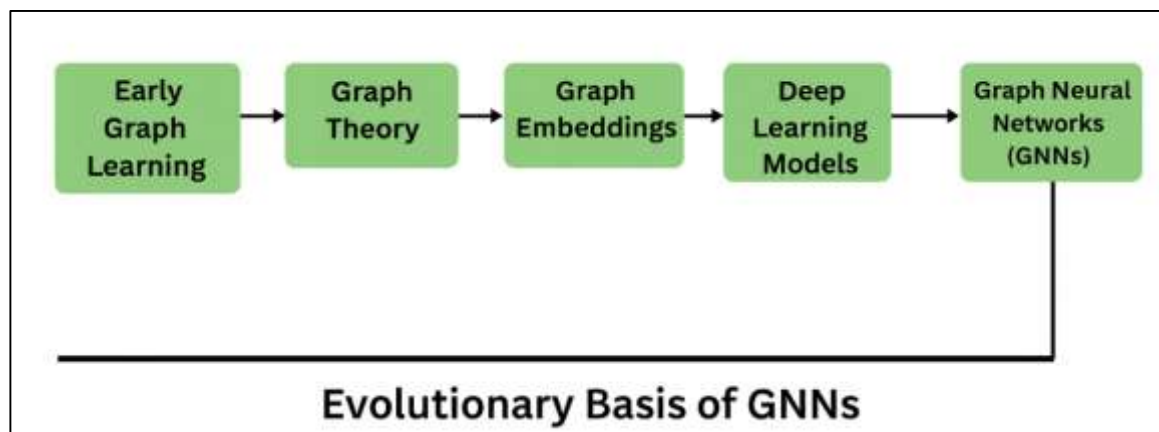 Early
Graph
Learning
Graph
Theory
Graph
Embeddings
Deep
Learning
Models
Graph Neural
Networks
(GNNs)
Evolutionary Basis of GNNs